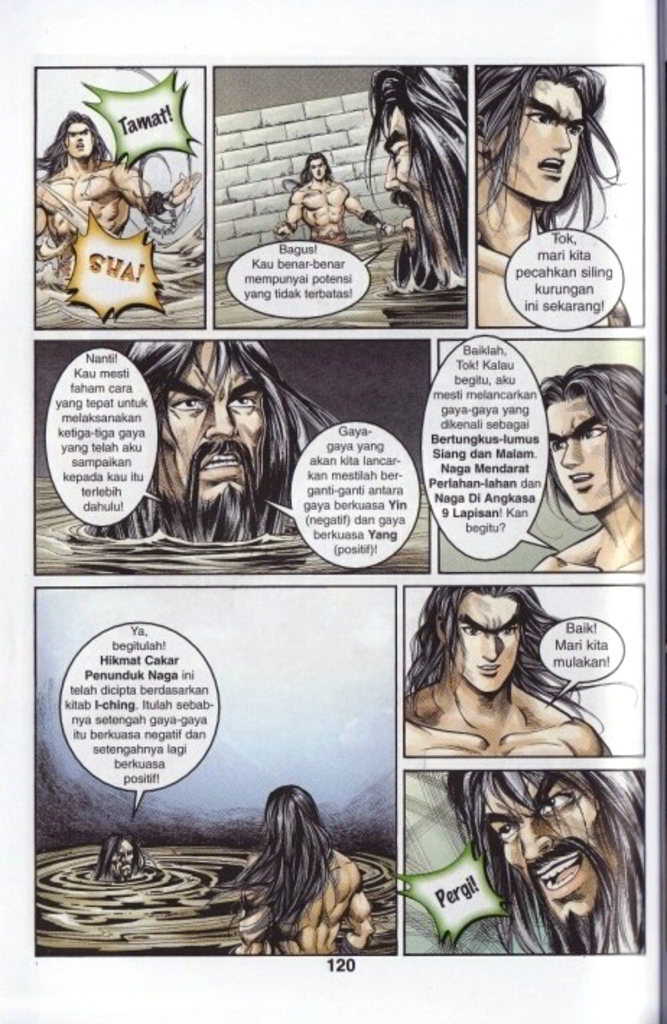 Tamat!
SYA!
Bagus!
Kau benar-benar
mempunyai potensi
yang tidak terbatas!
Tok,
mari kita
pecahkan siling
kurungan
ini sekarang!
Nanti!
Kau mesti
faham cara
yang tepat untuk
melaksanakan
ketiga-tiga gaya
yang telah aku
sampaikan
kepada kau itu
terlebih
dahulu!
Gaya-
gaya yang
akan kita lancar-
kan mestilah ber-
ganti-ganti antara
gaya berkuasa Yin
(negatif) dan gaya
berkuasa Yang
(positif)!
Baiklah,
Tok! Kalau
begitu, aku
mesti melancarkan
gaya-gaya yang
dikenali sebagai
Bertungkus-lumus
Siang dan Malam.
Naga Mendarat
Perlahan-lahan dan
Naga Di Angkasa
9 Lapisan! Kan
begitu?
Ya,
begitulah!
Hikmat Cakar
Penunduk Naga ini
telah dicipta berdasarkan
kitab I-ching. Itulah sebab-
nya setengah gaya-gaya
itu berkuasa negatif dan
setengahnya lagi
berkuasa
positif!
Baik!
Mari kita
mulakan!
Pergi!
120